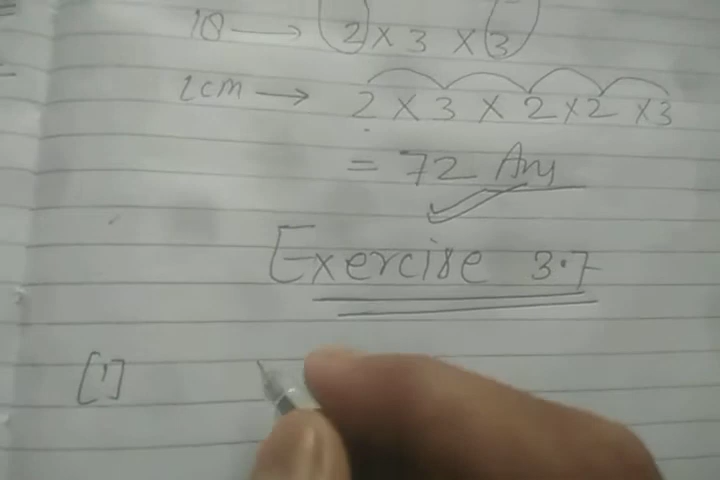 18 → 2 × 3 × 3
LCM → 2 × 3 × 2 × 2 × 3
= 72 Ans
Exercise 3.7
[1]